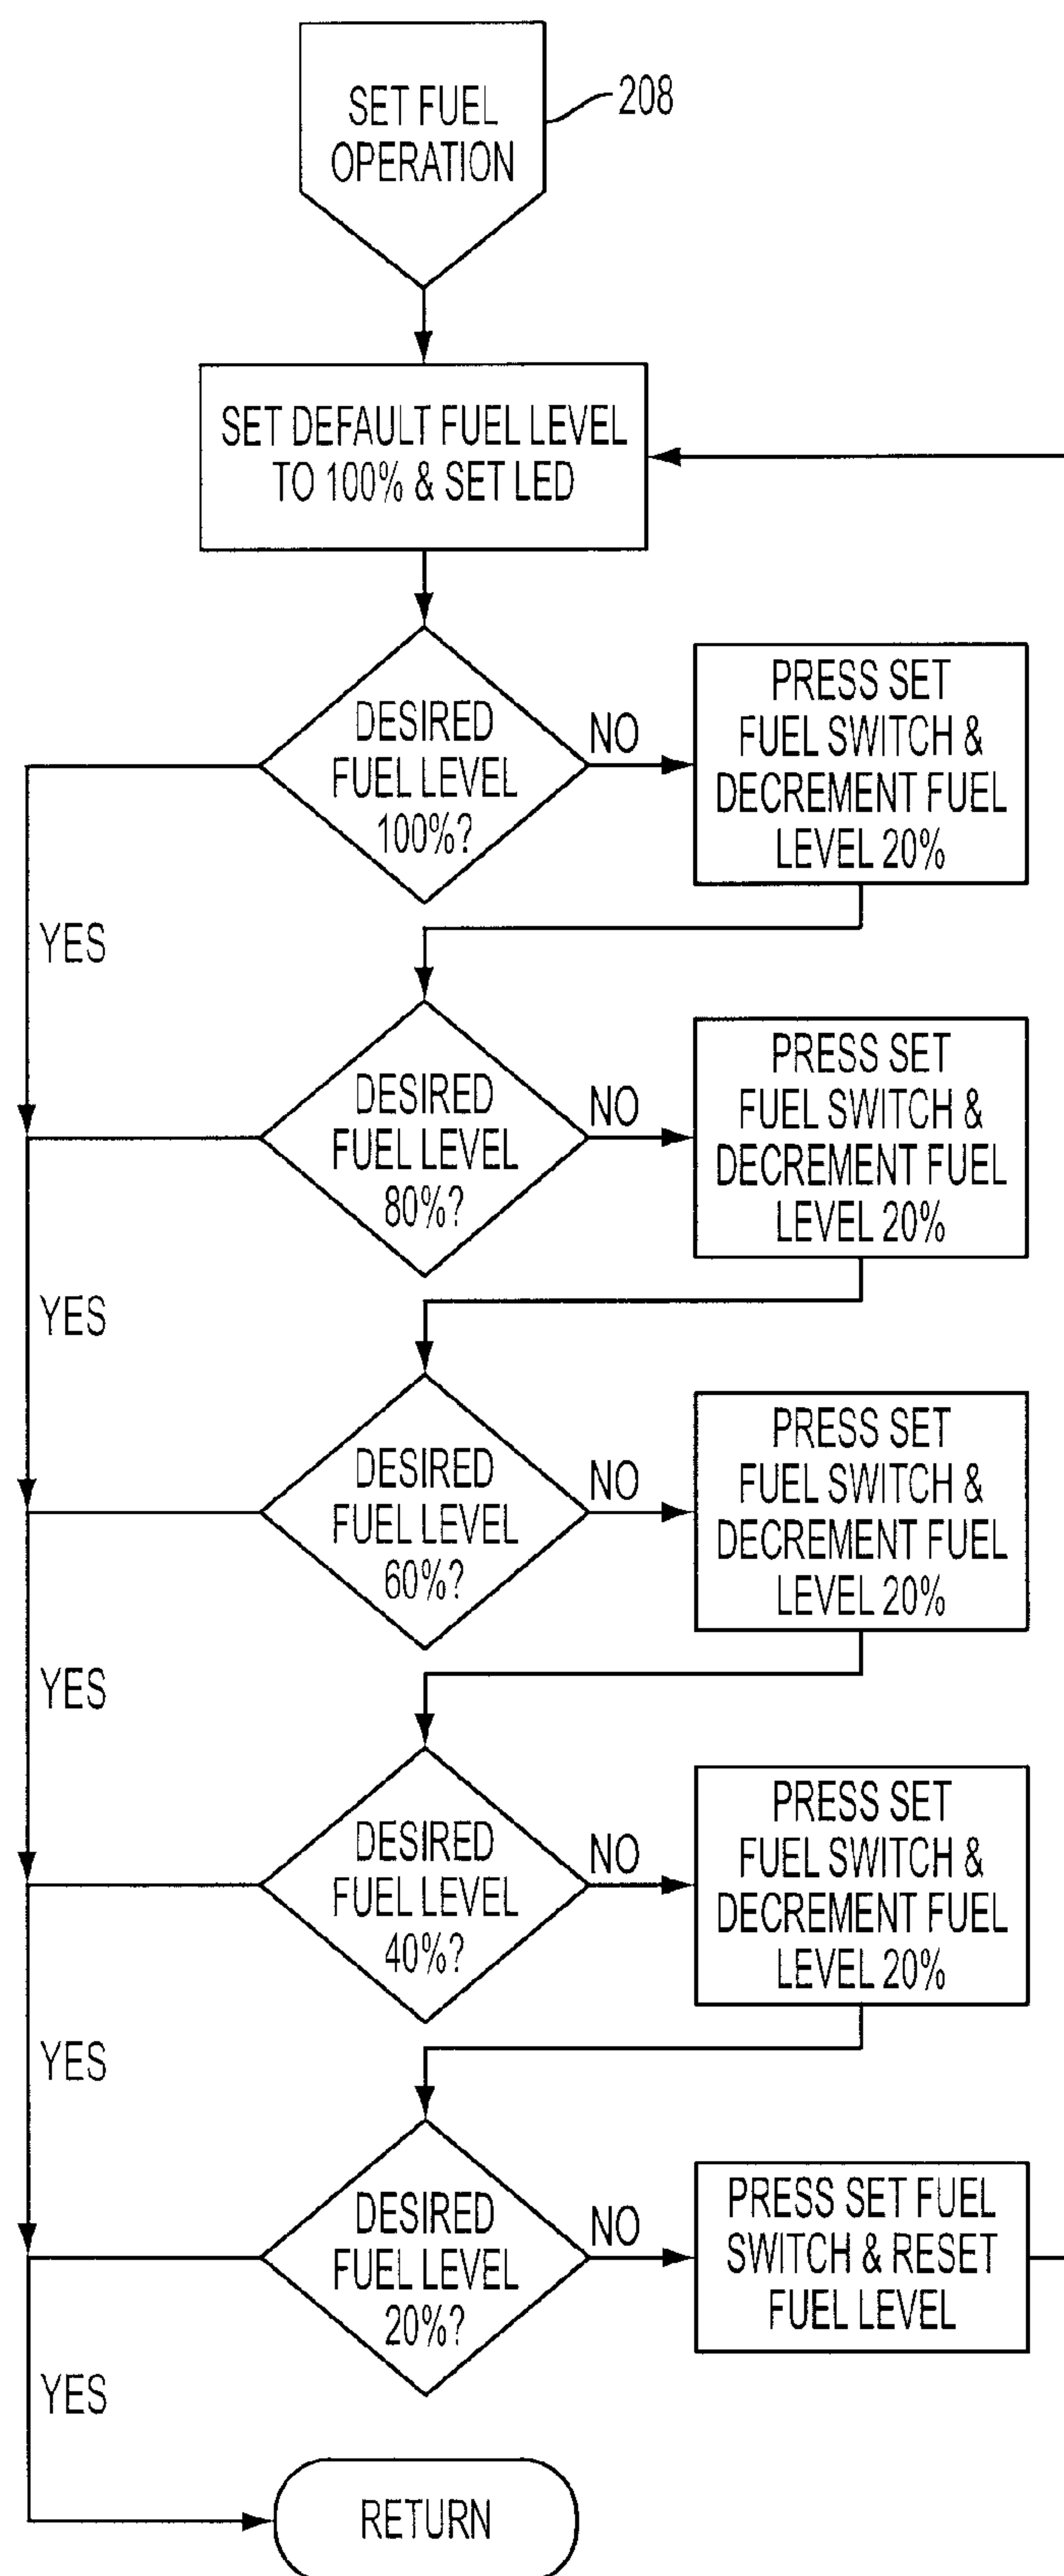 SET FUEL
OPERATION
208
SET DEFAULT FUEL LEVEL
TO 100% & SET LED
DESIRED
FUEL LEVEL
100%?
NO
PRESS SET
FUEL SWITCH &
DECREMENT FUEL
LEVEL 20%
YES
DESIRED
FUEL LEVEL
80%?
NO
PRESS SET
FUEL SWITCH &
DECREMENT FUEL
LEVEL 20%
YES
DESIRED
FUEL LEVEL
60%?
NO
PRESS SET
FUEL SWITCH &
DECREMENT FUEL
LEVEL 20%
YES
DESIRED
FUEL LEVEL
40%?
NO
PRESS SET
FUEL SWITCH &
DECREMENT FUEL
LEVEL 20%
YES
DESIRED
FUEL LEVEL
20%?
NO
PRESS SET FUEL
SWITCH & RESET
FUEL LEVEL
YES
RETURN